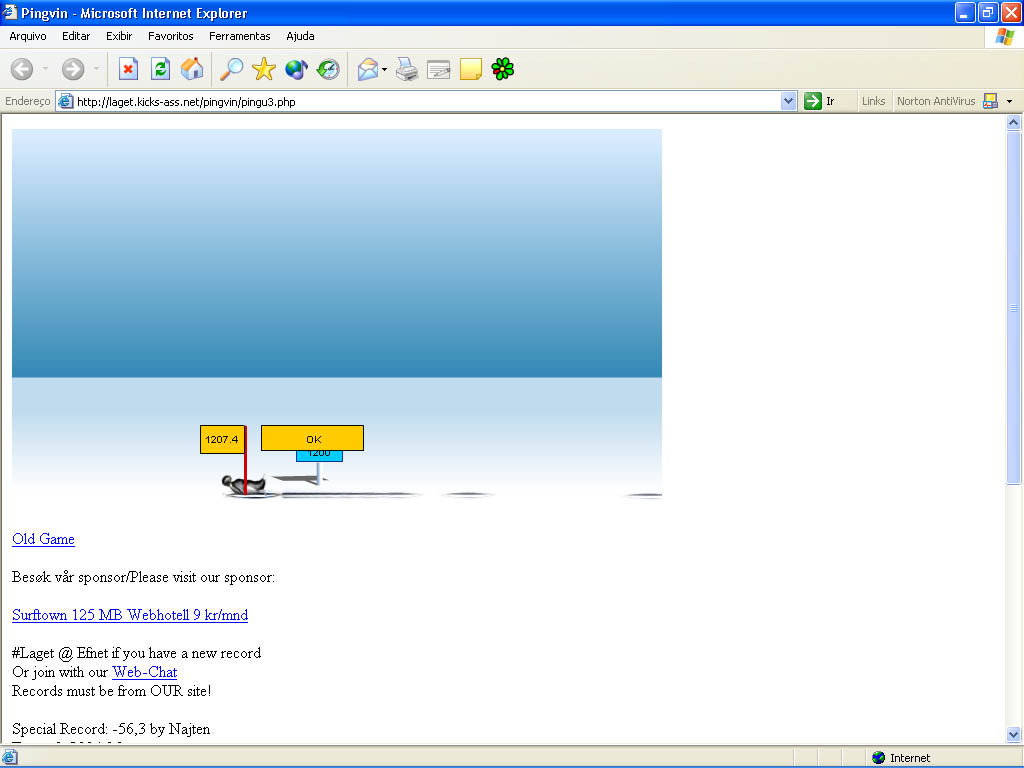 Pingvin - Microsoft Internet Explorer
Arquivo Editar Exibir Favoritos Ferramentas Ajuda
Endereço http://laget.kicks-ass.net/pingvin/pingu3.php Ir Links Norton AntiVirus
1207.4 OK
1200
Old Game
Besøk vår sponsor/Please visit our sponsor:
Surftown 125 MB Webhotell 9 kr/mnd
#Laget @ Efnet if you have a new record
Or join with our Web-Chat
Records must be from OUR site!
Special Record: -56,3 by Najten
Internet